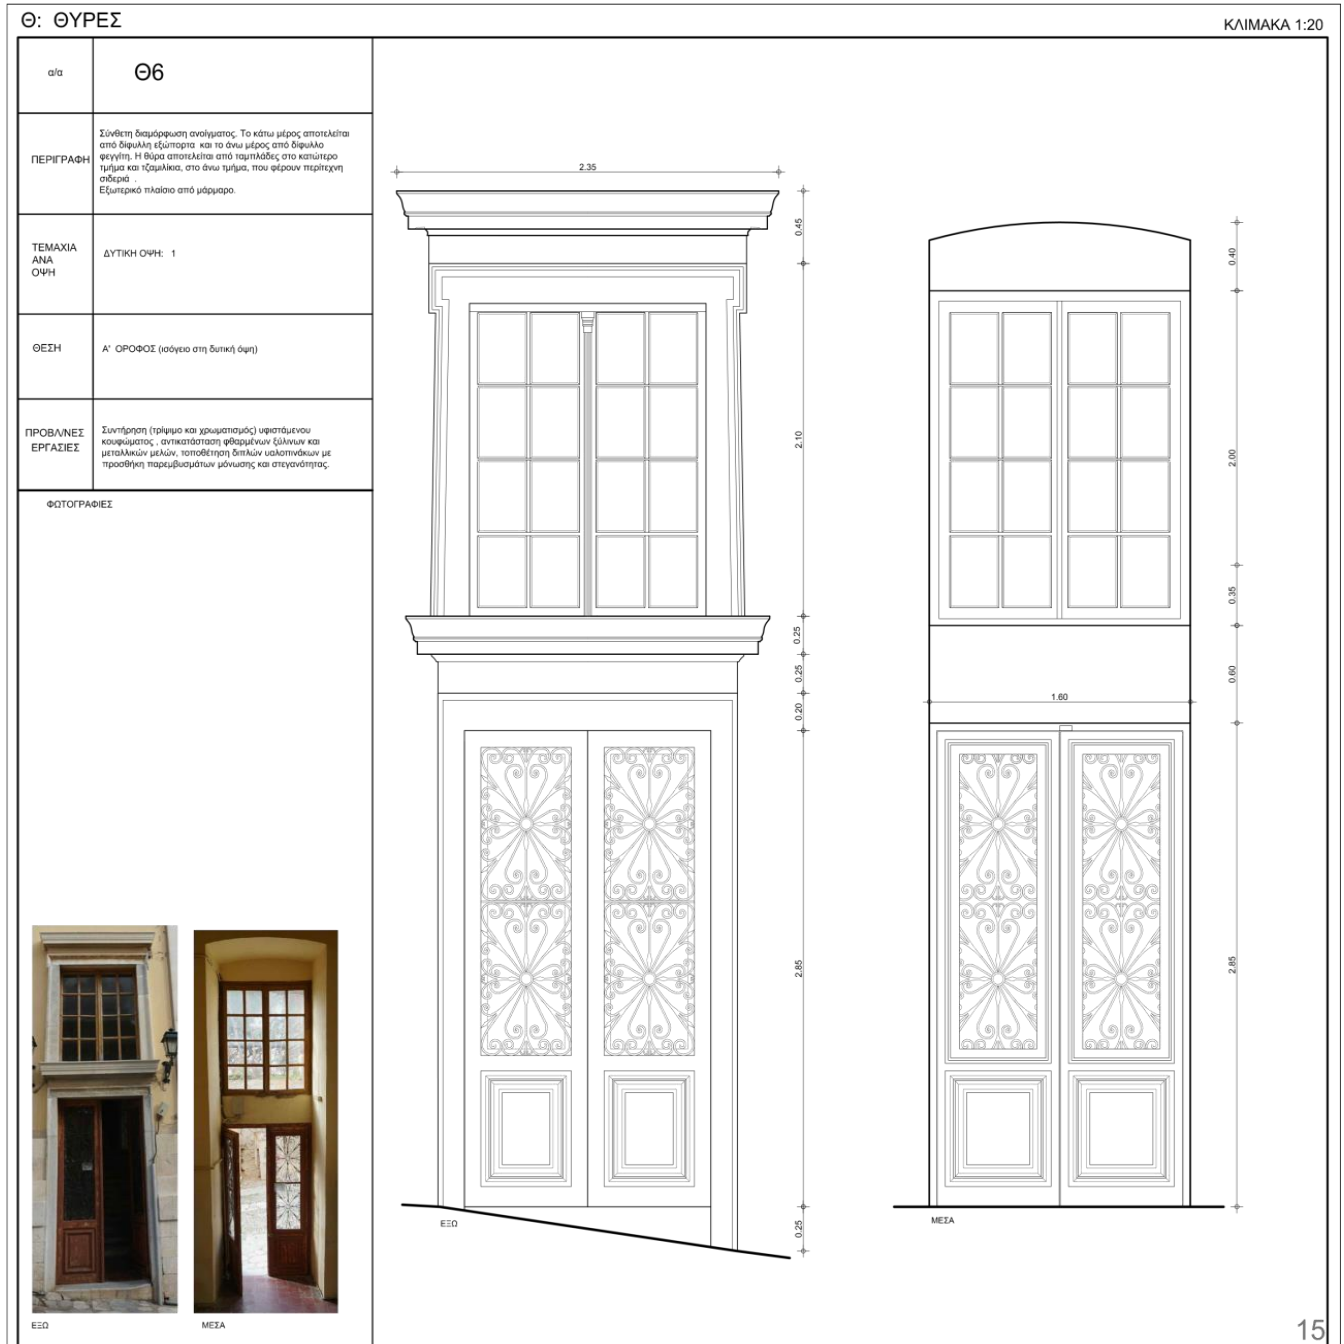 Θ: ΘΥΡΕΣ
ΚΛΙΜΑΚΑ 1:20
α/α
Θ6
ΠΕΡΙΓΡΑΦΗ
Σύνθετη διαμόρφωση ανοίγματος. Το κάτω μέρος αποτελείται
από δίφυλλη εξώπορτα και το άνω μέρος από δίφυλλο
φεγγίτη. Η θύρα αποτελείται από ταμπλάδες στο κατώτερο
τμήμα και τζαμιλίκια, στο άνω τμήμα, που φέρουν περίτεχνη
σιδεριά .
Εξωτερικό πλαίσιο από μάρμαρο.
ΤΕΜΑΧΙΑ
ΑΝΑ
ΟΨΗ
ΔΥΤΙΚΗ ΟΨΗ: 1
ΘΕΣΗ
Α' ΟΡΟΦΟΣ (ισόγειο στη δυτική όψη)
ΠΡΟΒΛ/ΝΕΣ
ΕΡΓΑΣΙΕΣ
Συντήρηση (τρίψιμο και χρωματισμός) υφιστάμενου
κουφώματος , αντικατάσταση φθαρμένων ξύλινων και
μεταλλικών μελών, τοποθέτηση διπλών υαλοπινάκων με
προσθήκη παρεμβυσμάτων μόνωσης και στεγανότητας.
ΦΩΤΟΓΡΑΦΙΕΣ
ΕΞΩ
ΜΕΣΑ
2.35
0.45
2.10
0.25
0.25
0.20
2.85
0.25
ΕΞΩ
0.40
2.00
0.35
0.60
1.60
2.85
ΜΕΣΑ
15